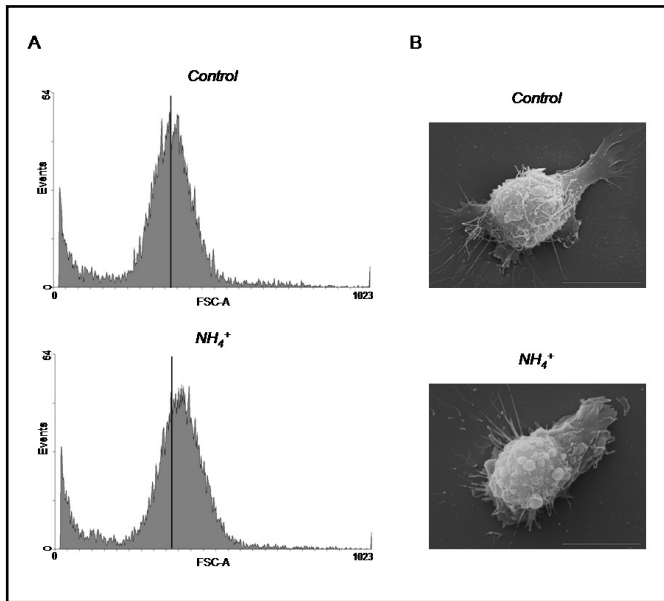 A
B
Control
64
Events
0
0
1023
FSC-A
Control
NH₄⁺
64
Events
0
0
1023
FSC-A
NH₄⁺